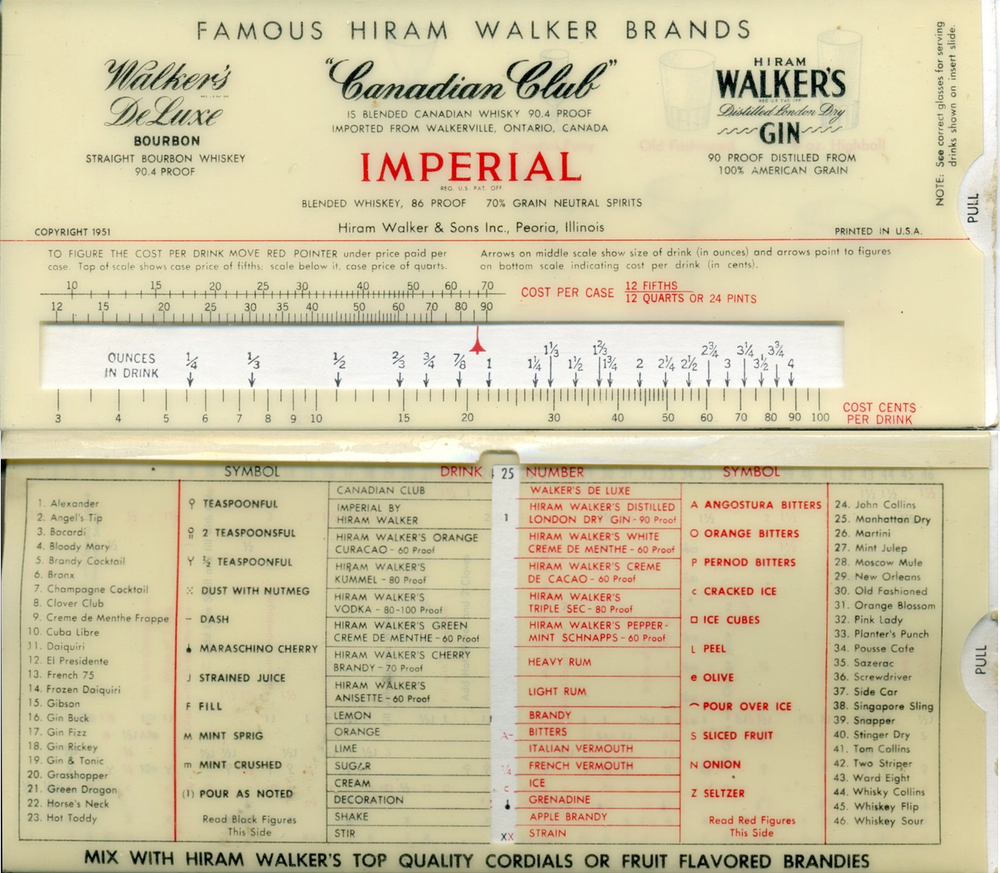 FAMOUS HIRAM WALKER BRANDS
Walker's
DeLuxe
BOURBON
STRAIGHT BOURBON WHISKEY
90.4 PROOF
"Canadian Club"
IS BLENDED CANADIAN WHISKY 90.4 PROOF
IMPORTED FROM WALKERVILLE, ONTARIO, CANADA
IMPERIAL
REG. U.S. PAT. OFF.
BLENDED WHISKEY, 86 PROOF 70% GRAIN NEUTRAL SPIRITS
Hiram Walker & Sons Inc., Peoria, Illinois
HIRAM
WALKER'S
Distilled London Dry
GIN
90 PROOF DISTILLED FROM
100% AMERICAN GRAIN
NOTE: See correct glasses for serving
drinks shown on insert slide.
PULL
COPYRIGHT 1951
PRINTED IN U.S.A.
TO FIGURE THE COST PER DRINK MOVE RED POINTER under price paid per
case. Top of scale shows case price of fifths, scale below it, case price of quarts.
Arrows on middle scale show size of drink (in ounces) and arrows point to figures
on bottom scale indicating cost per drink (in cents).
10 15 20 25 30 40 50 60 70
12 15 20 25 30 35 40 50 60 70 80 90
COST PER CASE 12 FIFTHS
12 QUARTS OR 24 PINTS
OUNCES
IN DRINK
1/4 1/3 1/2 2/3 3/4 7/8 1 1¼ 1⅓ 1½ 1⅔ 1¾ 2 2¼ 2½ 2¾ 3 3¼ 3½ 3¾ 4
3 4 5 6 7 8 9 10 15 20 30 40 50 60 70 80 90 100
COST CENTS
PER DRINK
SYMBOL DRINK 25 NUMBER SYMBOL
1. Alexander
2. Angel's Tip
3. Bacardi
4. Bloody Mary
5. Brandy Cocktail
6. Bronx
7. Champagne Cocktail
8. Clover Club
9. Creme de Menthe Frappe
10. Cuba Libre
11. Daiquiri
12. El Presidente
13. French 75
14. Frozen Daiquiri
15. Gibson
16. Gin Buck
17. Gin Fizz
18. Gin Rickey
19. Gin & Tonic
20. Grasshopper
21. Green Dragon
22. Horse's Neck
23. Hot Toddy
TEASPOONFUL
2 TEASPOONSFUL
Y ½ TEASPOONFUL
DUST WITH NUTMEG
– DASH
MARASCHINO CHERRY
J STRAINED JUICE
F FILL
M MINT SPRIG
m MINT CRUSHED
(1) POUR AS NOTED
Read Black Figures
This Side
CANADIAN CLUB
IMPERIAL BY
HIRAM WALKER
HIRAM WALKER'S ORANGE
CURACAO - 60 Proof
HIRAM WALKER'S
KUMMEL - 80 Proof
HIRAM WALKER'S
VODKA - 80-100 Proof
HIRAM WALKER'S GREEN
CREME DE MENTHE - 60 Proof
HIRAM WALKER'S CHERRY
BRANDY - 70 Proof
HIRAM WALKER'S
ANISETTE - 60 Proof
LEMON
ORANGE
LIME
SUGAR
CREAM
DECORATION
SHAKE
STIR
1
A-
¼
c
XX
WALKER'S DE LUXE
HIRAM WALKER'S DISTILLED
LONDON DRY GIN - 90 Proof
HIRAM WALKER'S WHITE
CREME DE MENTHE - 60 Proof
HIRAM WALKER'S CREME
DE CACAO - 60 Proof
HIRAM WALKER'S
TRIPLE SEC - 80 Proof
HIRAM WALKER'S PEPPER-
MINT SCHNAPPS - 60 Proof
HEAVY RUM
LIGHT RUM
BRANDY
BITTERS
ITALIAN VERMOUTH
FRENCH VERMOUTH
ICE
GRENADINE
APPLE BRANDY
STRAIN
A ANGOSTURA BITTERS
O ORANGE BITTERS
P PERNOD BITTERS
c CRACKED ICE
□ ICE CUBES
L PEEL
e OLIVE
POUR OVER ICE
S SLICED FRUIT
N ONION
Z SELTZER
Read Red Figures
This Side
24. John Collins
25. Manhattan Dry
26. Martini
27. Mint Julep
28. Moscow Mule
29. New Orleans
30. Old Fashioned
31. Orange Blossom
32. Pink Lady
33. Planter's Punch
34. Pousse Cafe
35. Sazerac
36. Screwdriver
37. Side Car
38. Singapore Sling
39. Snapper
40. Stinger Dry
41. Tom Collins
42. Two Striper
43. Ward Eight
44. Whisky Collins
45. Whiskey Flip
46. Whiskey Sour
PULL
MIX WITH HIRAM WALKER'S TOP QUALITY CORDIALS OR FRUIT FLAVORED BRANDIES